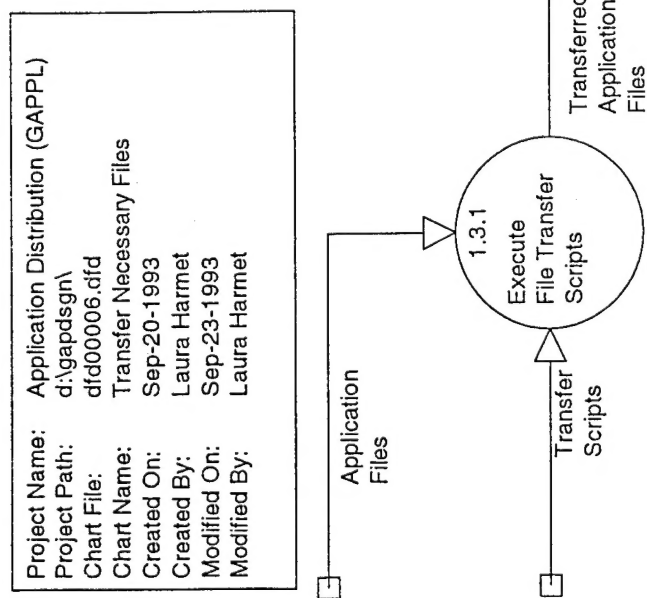 Project Name: Application Distribution (GAPPL)
Project Path: d:\gapdsgn\
Chart File: dfd00006.dfd
Chart Name: Transfer Necessary Files
Created On: Sep-20-1993
Created By: Laura Harmet
Modified On: Sep-23-1993
Modified By: Laura Harmet
Application
Files
Transfer
Scripts
1.3.1
Execute
File Transfer
Scripts
Transferred
Application
Files